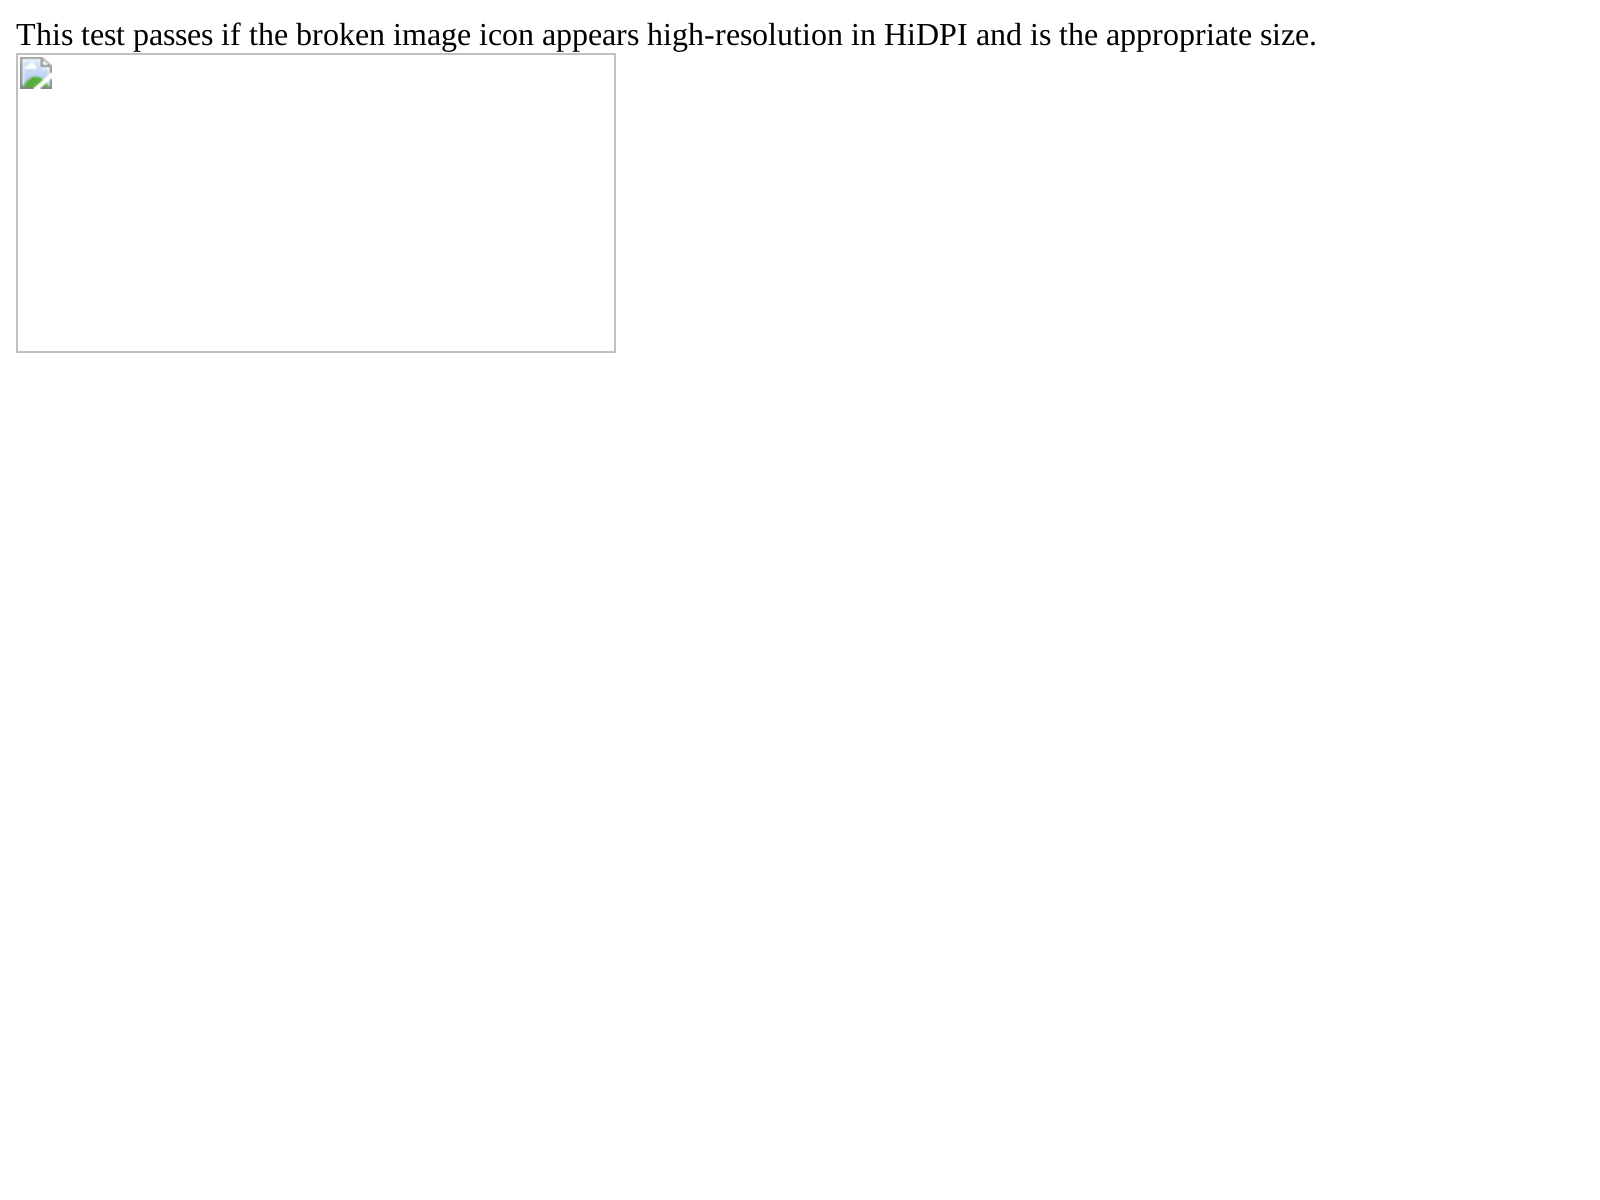 This test passes if the broken image icon appears high-resolution in HiDPI and is the appropriate size.